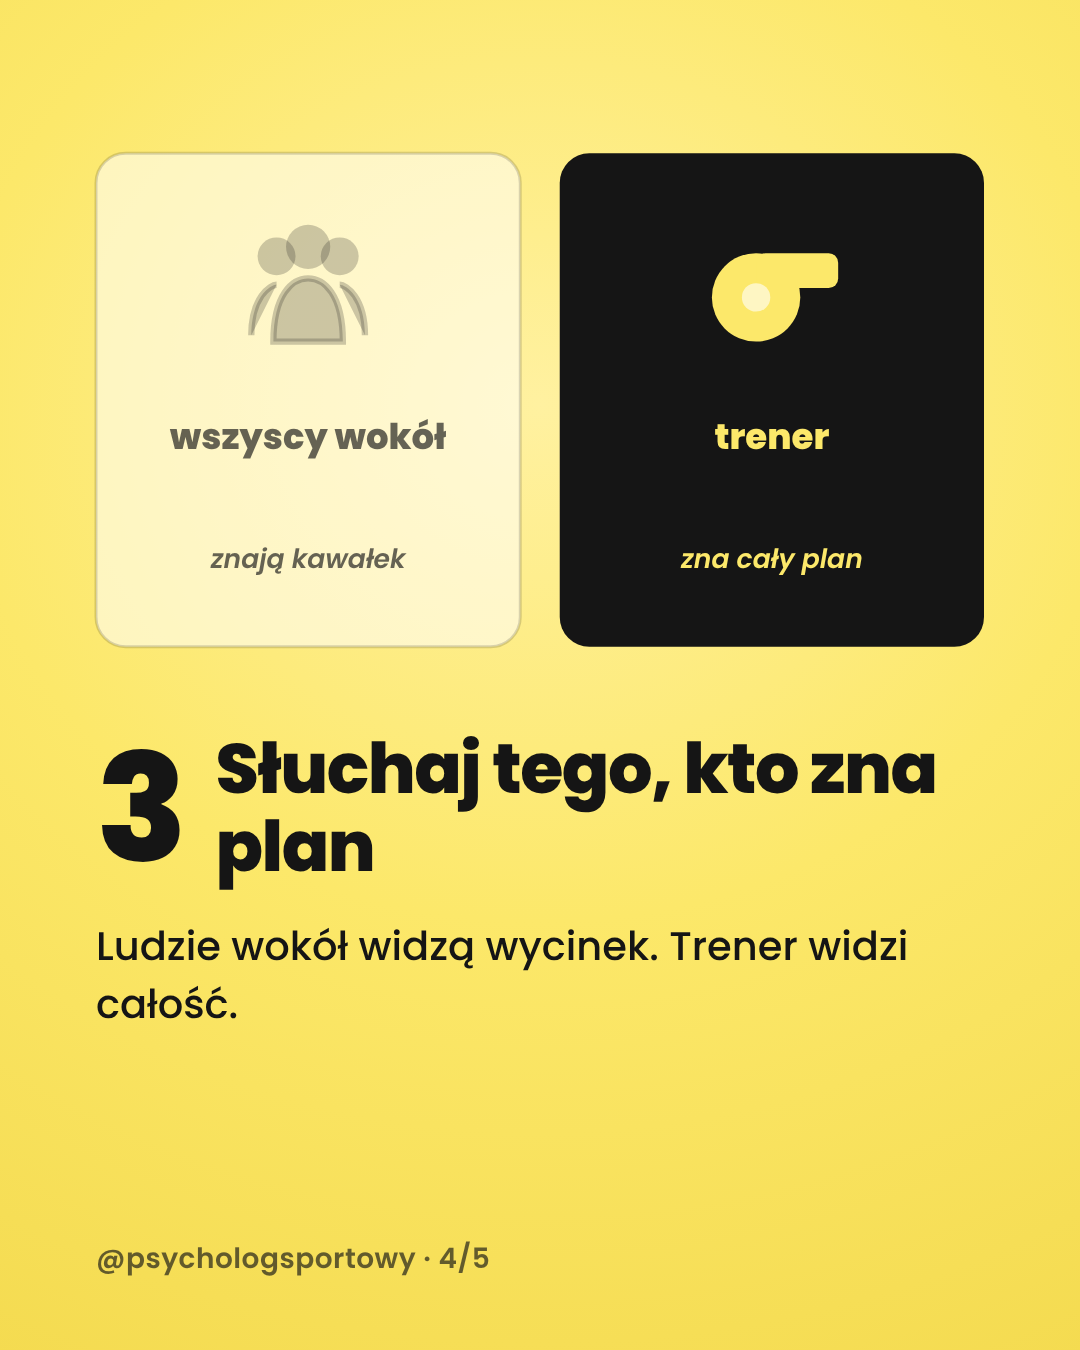 wszyscy wokół
znają kawałek
trener
zna cały plan
3
Słuchaj tego, kto zna
plan
Ludzie wokół widzą wycinek. Trener widzi
całość.
@psychologsportowy · 4/5